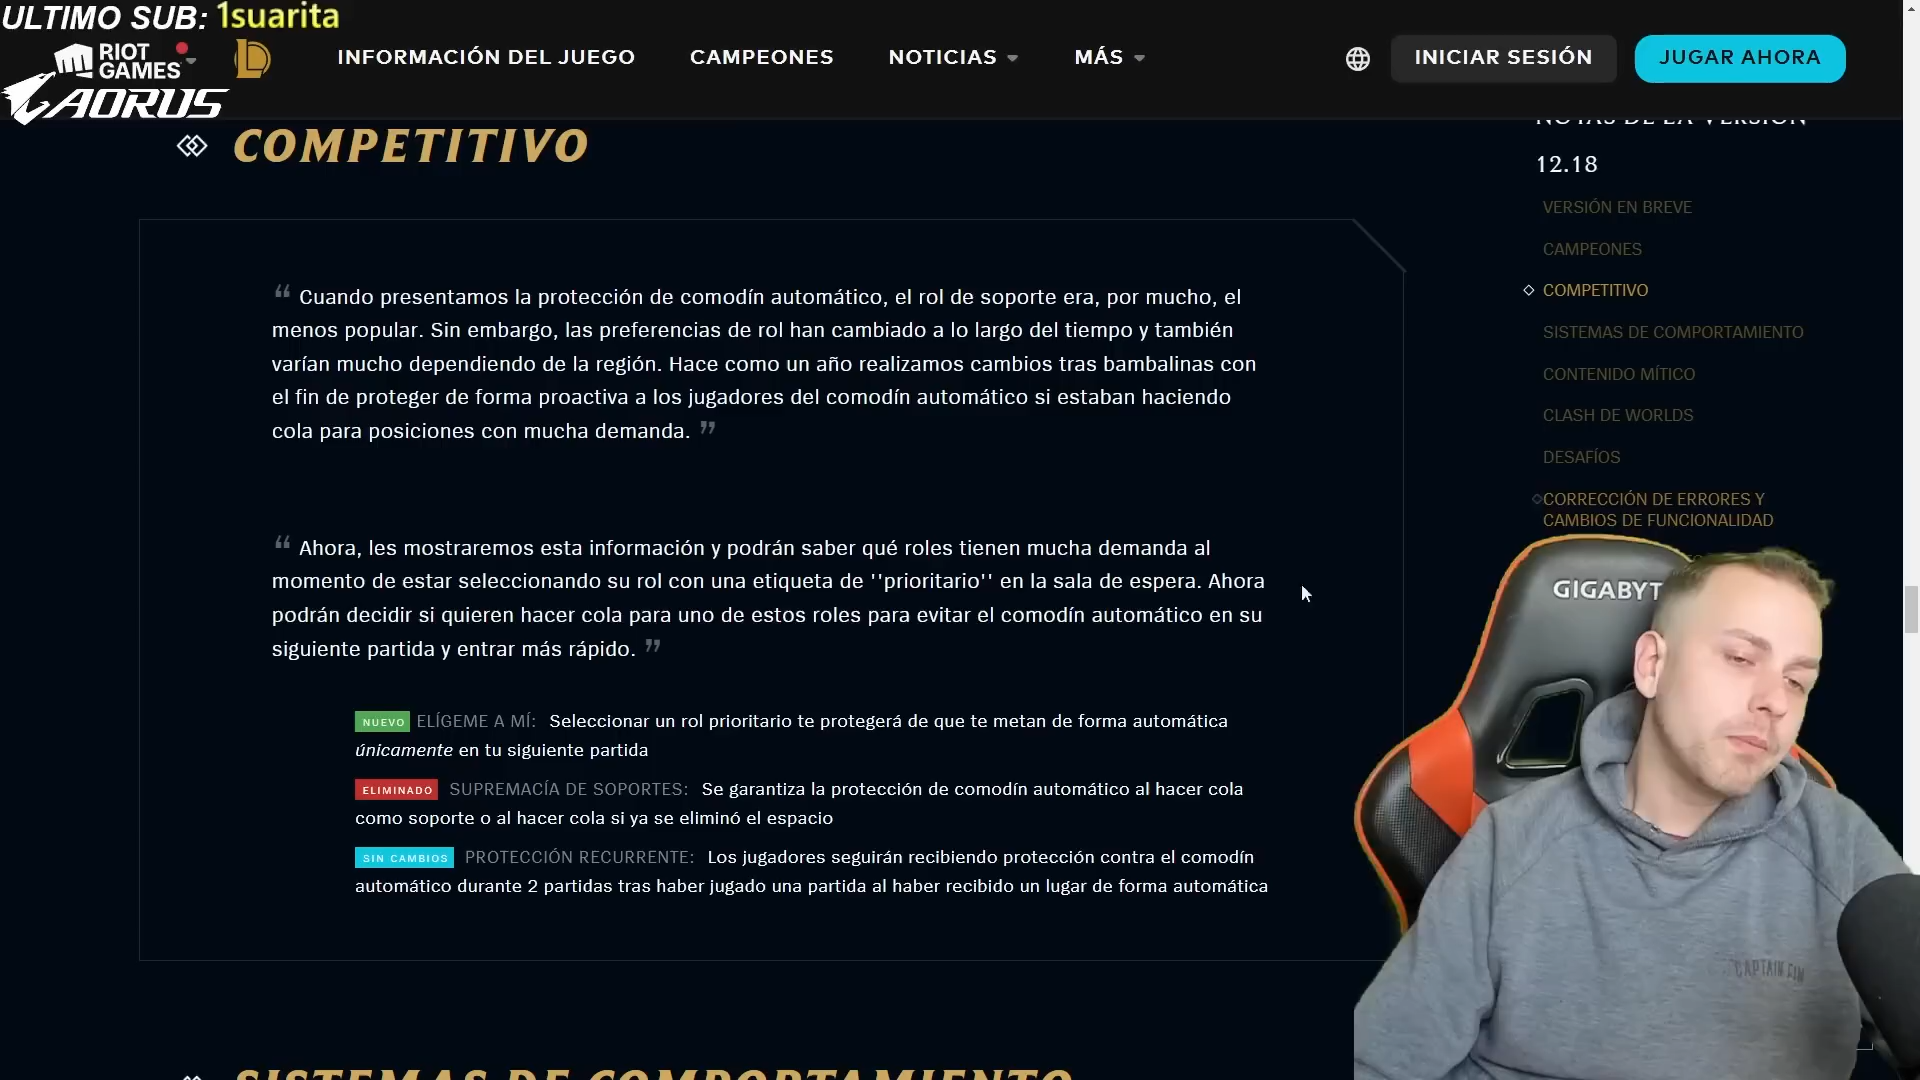 ULTIMO SUB: 1suarita
RIOT
GAMES
AORUS
INFORMACIÓN DEL JUEGO
CAMPEONES
NOTICIAS
MÁS
INICIAR SESIÓN
JUGAR AHORA
COMPETITIVO
“ Cuando presentamos la protección de comodín automático, el rol de soporte era, por mucho, el
menos popular. Sin embargo, las preferencias de rol han cambiado a lo largo del tiempo y también
varían mucho dependiendo de la región. Hace como un año realizamos cambios tras bambalinas con
el fin de proteger de forma proactiva a los jugadores del comodín automático si estaban haciendo
cola para posiciones con mucha demanda. ”
“ Ahora, les mostraremos esta información y podrán saber qué roles tienen mucha demanda al
momento de estar seleccionando su rol con una etiqueta de ''prioritario'' en la sala de espera. Ahora
podrán decidir si quieren hacer cola para uno de estos roles para evitar el comodín automático en su
siguiente partida y entrar más rápido. ”
NUEVO ELÍGEME A MÍ: Seleccionar un rol prioritario te protegerá de que te metan de forma automática
únicamente en tu siguiente partida
ELIMINADO SUPREMACÍA DE SOPORTES: Se garantiza la protección de comodín automático al hacer cola
como soporte o al hacer cola si ya se eliminó el espacio
SIN CAMBIOS PROTECCIÓN RECURRENTE: Los jugadores seguirán recibiendo protección contra el comodín
automático durante 2 partidas tras haber jugado una partida al haber recibido un lugar de forma automática
SISTEMAS DE COMPORTAMIENTO
NOTAS DE LA VERSIÓN
12.18
VERSIÓN EN BREVE
CAMPEONES
COMPETITIVO
SISTEMAS DE COMPORTAMIENTO
CONTENIDO MÍTICO
CLASH DE WORLDS
DESAFÍOS
CORRECCIÓN DE ERRORES Y
CAMBIOS DE FUNCIONALIDAD
GIGABYT
CAPTAIN FIN